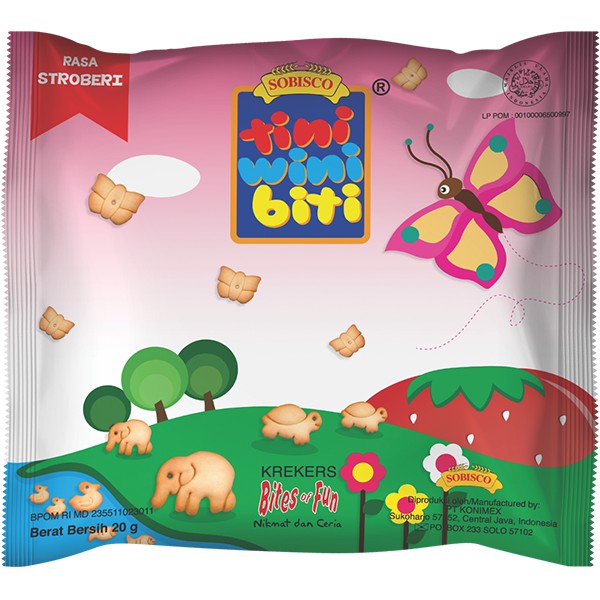 RASA
STROBERI
SOBISCO
®
tini
wini
biti
LP POM : 00100006500997
KREKERS
Bites of Fun
Nikmat dan Ceria
BPOM RI MD 235511023011
Berat Bersih 20 g
SOBISCO
Diproduksi oleh/Manufactured by:
PT KONIMEX
Sukoharjo 57552, Central Java, Indonesia
PO BOX 233 SOLO 57102